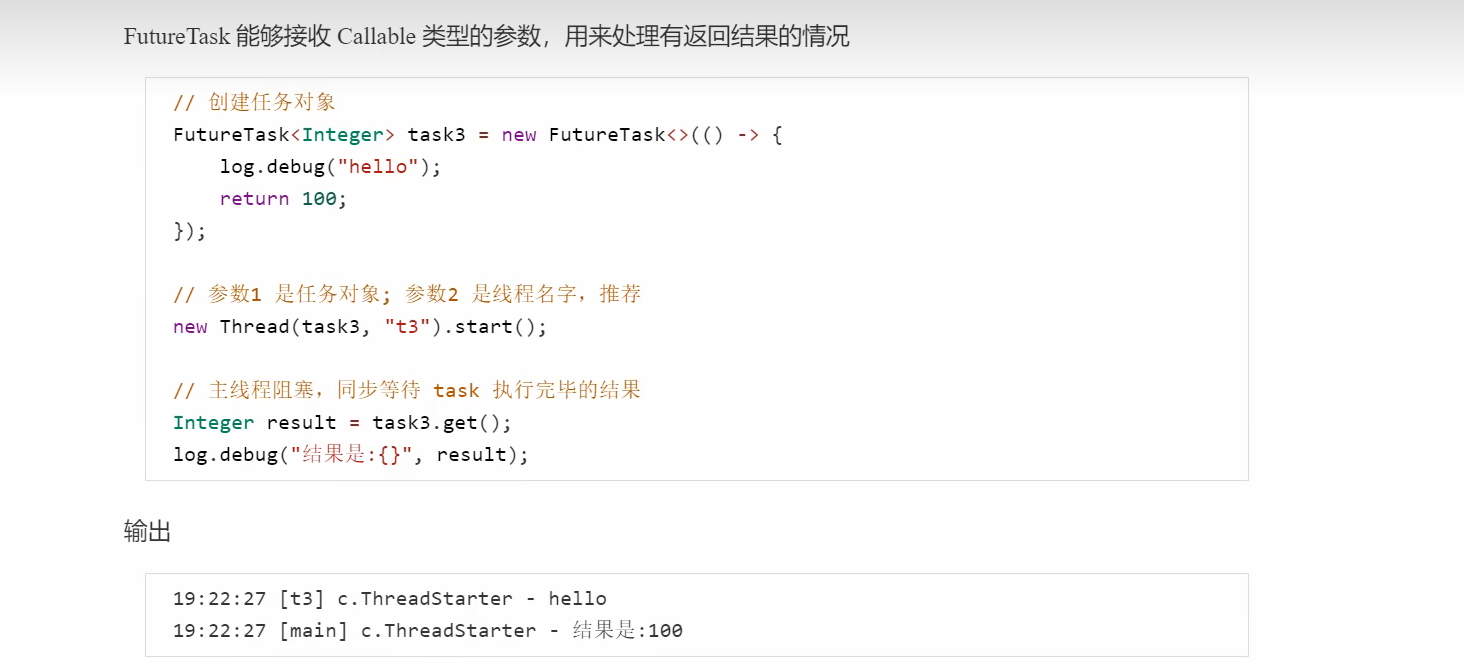 FutureTask 能够接收 Callable 类型的参数，用来处理有返回结果的情况
// 创建任务对象
FutureTask<Integer> task3 = new FutureTask<>(() -> {
    log.debug("hello");
    return 100;
});
// 参数1 是任务对象; 参数2 是线程名字，推荐
new Thread(task3, "t3").start();
// 主线程阻塞，同步等待 task 执行完毕的结果
Integer result = task3.get();
log.debug("结果是:{}", result);
输出
19:22:27 [t3] c.ThreadStarter - hello
19:22:27 [main] c.ThreadStarter - 结果是:100